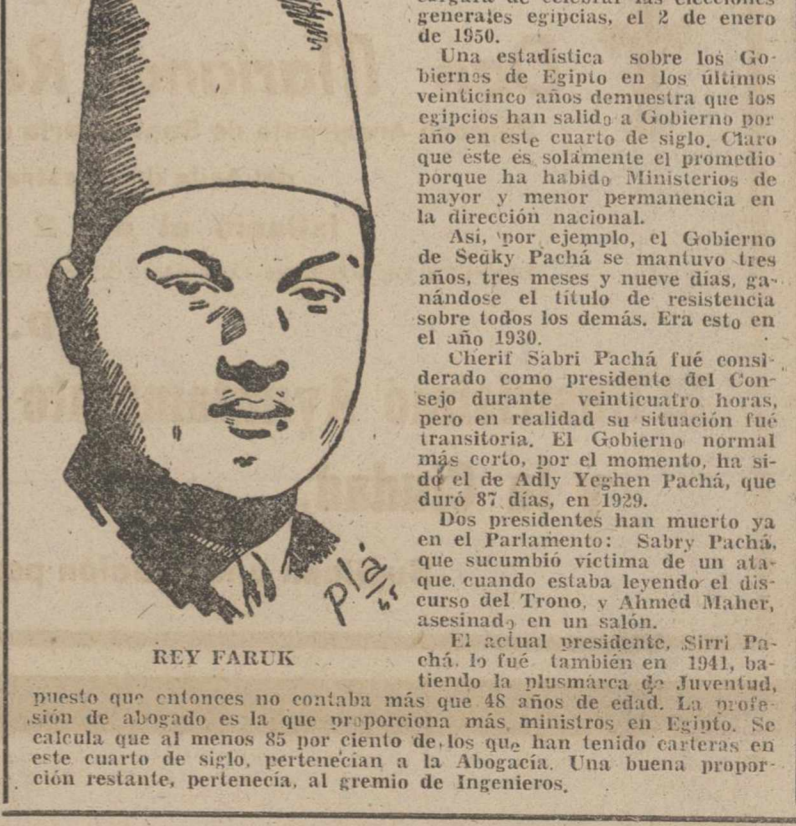 generales egipcias, el 2 de enero
de 1950.
Una estadística sobre los Go-
biernos de Egipto en los últimos
veinticinco años demuestra que los
egipcios han salido a Gobierno por
año en este cuarto de siglo. Claro
que éste es solamente el promedio
porque ha habido Ministerios de
mayor y menor permanencia en
la dirección nacional.
Así, por ejemplo, el Gobierno
de Seaky Pachá se mantuvo tres
años, tres meses y nueve días, ga-
nándose el título de resistencia
sobre todos los demás. Era esto en
el año 1930.
Cherif Sabri Pachá fué consi-
derado como presidente del Con-
sejo durante veinticuatro horas,
pero en realidad su situación fué
transitoria. El Gobierno normal
más corto, por el momento, ha si-
do el de Adly Yeghen Pachá, que
duró 87 días, en 1929.
Dos presidentes han muerto ya
en el Parlamento: Sabry Pachá,
que sucumbió víctima de un ata-
que cuando estaba leyendo el dis-
curso del Trono, y Ahmed Maher,
asesinado en un salón.
El actual presidente, Sirri Pa-
chá, lo fué también en 1941, ba-
tiendo la plusmarca de Juventud,
puesto que entonces no contaba más que 48 años de edad. La profe-
sión de abogado es la que proporciona más ministros en Egipto. Se
calcula que al menos 85 por ciento de los que han tenido carteras en
este cuarto de siglo, pertenecían a la Abogacía. Una buena propor-
ción restante, pertenecía, al gremio de Ingenieros.
plá
REY FARUK